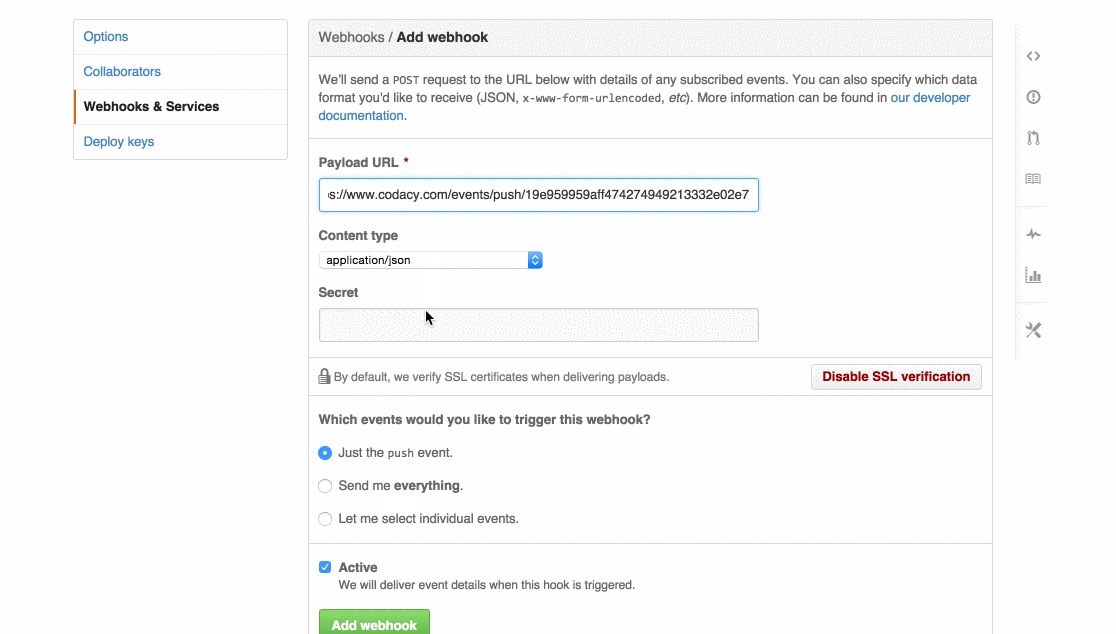 Options
Collaborators
Webhooks & Services
Deploy keys
Webhooks / Add webhook
We'll send a POST request to the URL below with details of any subscribed events. You can also specify which data
format you'd like to receive (JSON, x-www-form-urlencoded, etc). More information can be found in our developer
documentation.
Payload URL *
s://www.codacy.com/events/push/19e959959aff474274949213332e02e7
Content type
application/json
Secret
By default, we verify SSL certificates when delivering payloads.
Disable SSL verification
Which events would you like to trigger this webhook?
Just the push event.
Send me everything.
Let me select individual events.
Active
We will deliver event details when this hook is triggered.
Add webhook